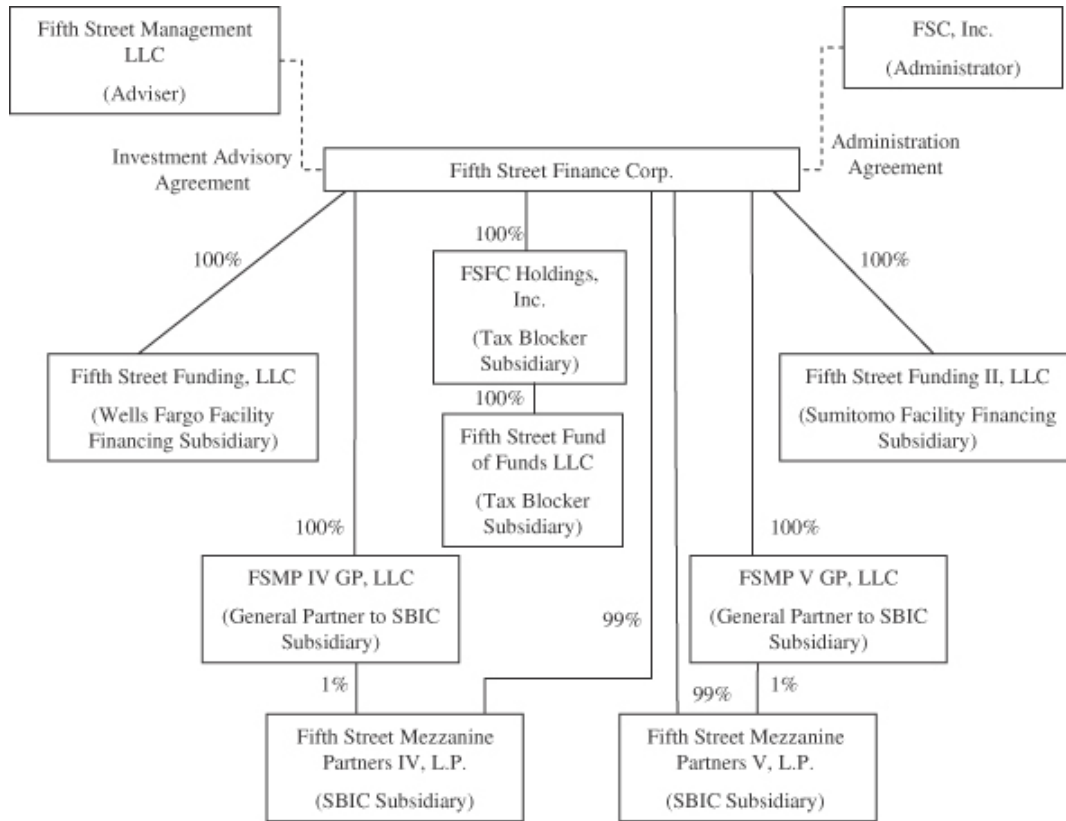 Fifth Street Management
LLC
(Adviser)
FSC, Inc.
(Administrator)
Investment Advisory
Agreement
Administration
Agreement
Fifth Street Finance Corp.
100%
100%
100%
FSFC Holdings,
Inc.
(Tax Blocker
Subsidiary)
Fifth Street Funding, LLC
(Wells Fargo Facility
Financing Subsidiary)
100%
Fifth Street Fund
of Funds LLC
(Tax Blocker
Subsidiary)
Fifth Street Funding II, LLC
(Sumitomo Facility Financing
Subsidiary)
100%
100%
FSMP IV GP, LLC
(General Partner to SBIC
Subsidiary)
99%
FSMP V GP, LLC
(General Partner to SBIC
Subsidiary)
1%
99%
1%
Fifth Street Mezzanine
Partners IV, L.P.
(SBIC Subsidiary)
Fifth Street Mezzanine
Partners V, L.P.
(SBIC Subsidiary)